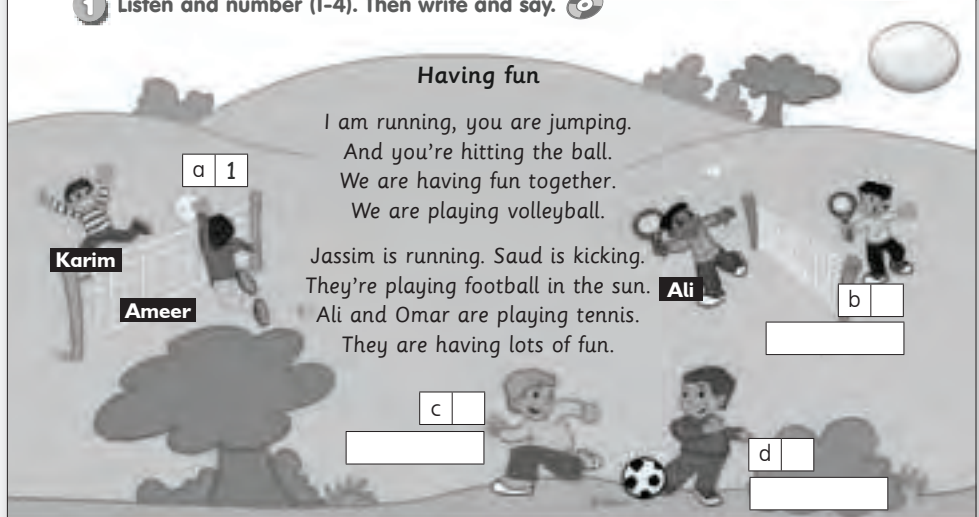 1 Listen and number (1-4). Then write and say.
Having fun
I am running, you are jumping.
And you're hitting the ball.
We are having fun together.
We are playing volleyball.
Jassim is running. Saud is kicking.
They're playing football in the sun.
Ali and Omar are playing tennis.
They are having lots of fun.
a 1
Karim
Ameer
Ali
b
c
d